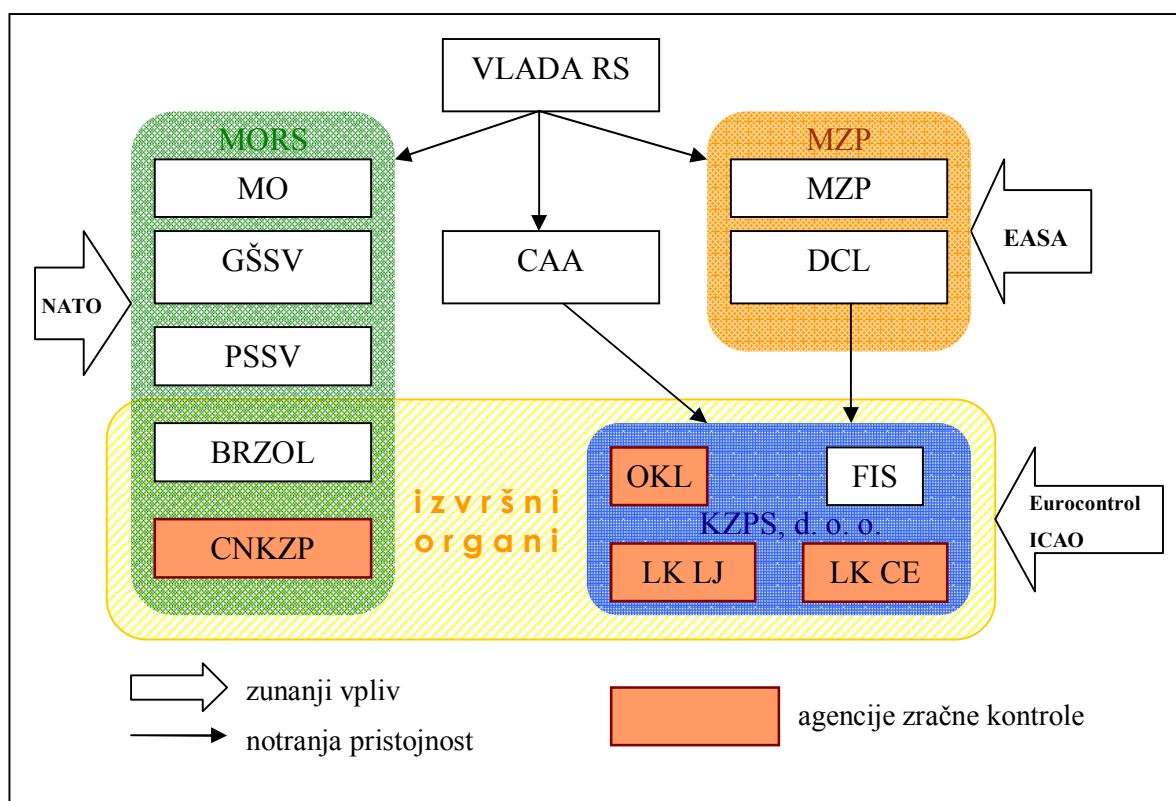 VLADA RS
MORS
MO
GŠSV
PSSV
BRZOL
CNKZP
NATO
CAA
MZP
MZP
DCL
EASA
izvršni
organi
OKL
FIS
KZPS, d. o. o.
LK LJ
LK CE
Eurocontrol
ICAO
zunanji vpliv
notranja pristojnost
agencije zračne kontrole